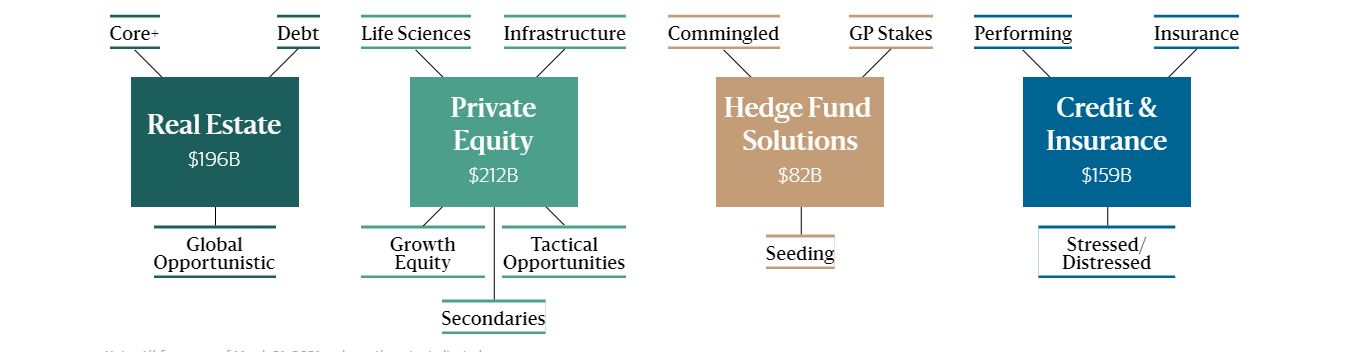 Core+
Debt
Real Estate
$196B
Global
Opportunistic
Life Sciences
Infrastructure
Private
Equity
$212B
Growth
Equity
Tactical
Opportunities
Secondaries
Commingled
GP Stakes
Hedge Fund
Solutions
$82B
Seeding
Performing
Insurance
Credit &
Insurance
$159B
Stressed/
Distressed